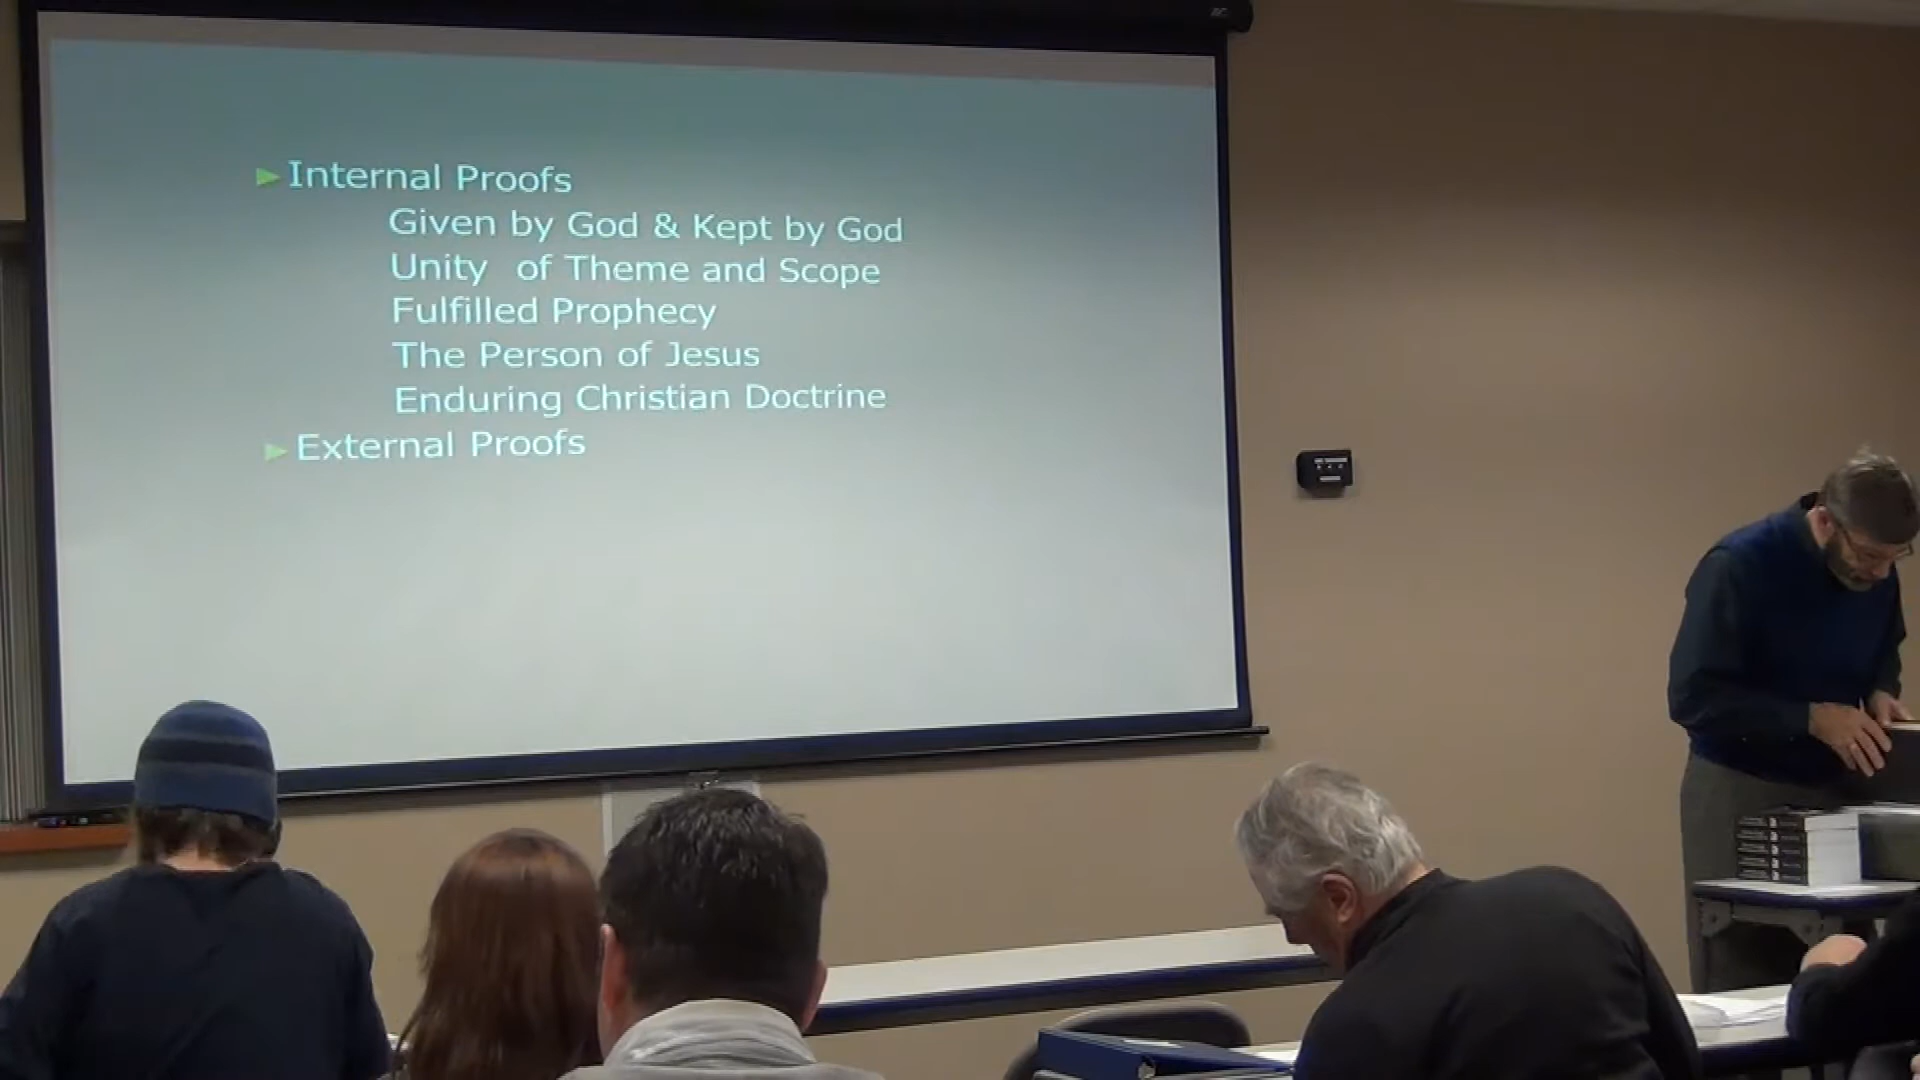 ► Internal Proofs
Given by God & Kept by God
Unity of Theme and Scope
Fulfilled Prophecy
The Person of Jesus
Enduring Christian Doctrine
► External Proofs